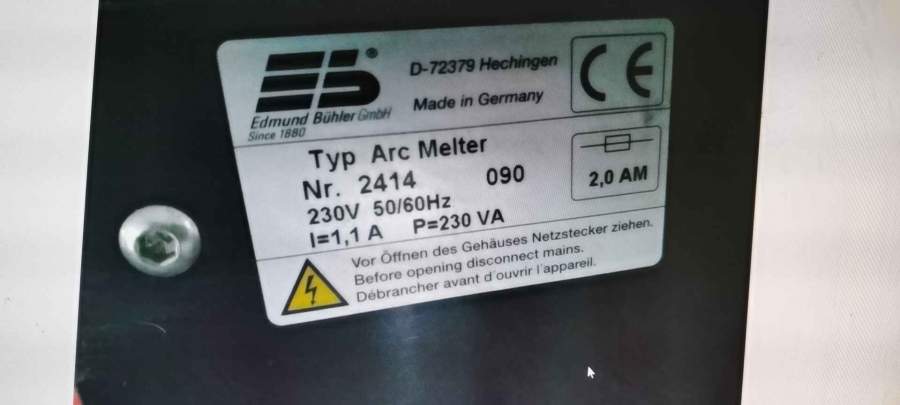 EB®
Edmund Bühler GmbH
Since 1880
D-72379 Hechingen
Made in Germany
CE
Typ Arc Melter
Nr. 2414 090
230V 50/60Hz
I=1,1 A P=230 VA
2,0 AM
Vor Öffnen des Gehäuses Netzstecker ziehen.
Before opening disconnect mains.
Débrancher avant d'ouvrir l'appareil.